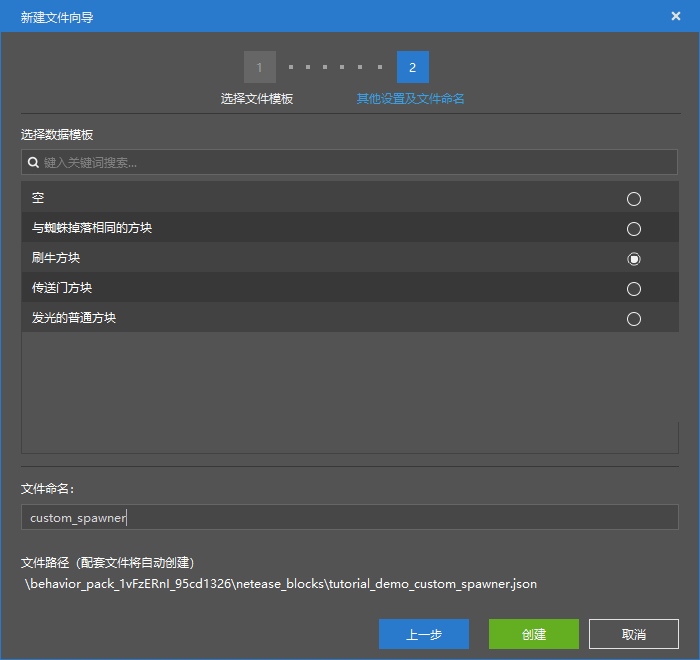 新建文件向导
1
2
选择文件模板
其他设置及文件命名
选择数据模板
键入关键词搜索...
空
与蜘蛛掉落相同的方块
刷牛方块
传送门方块
发光的普通方块
文件命名:
custom_spawner
文件路径（配套文件将自动创建）
\behavior_pack_1vFzERnI_95cd1326\netease_blocks\tutorial_demo_custom_spawner.json
上一步
创建
取消